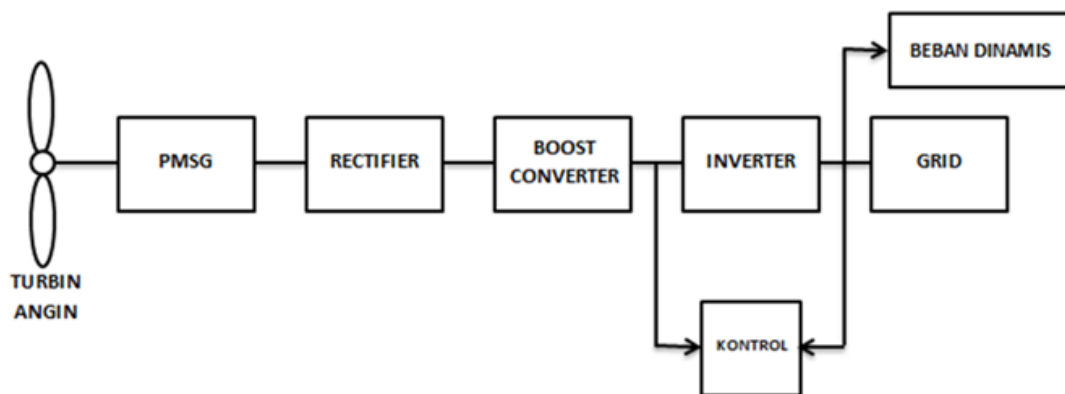 BEBAN DINAMIS
PMSG
RECTIFIER
BOOST
CONVERTER
INVERTER
GRID
TURBIN
ANGIN
KONTROL